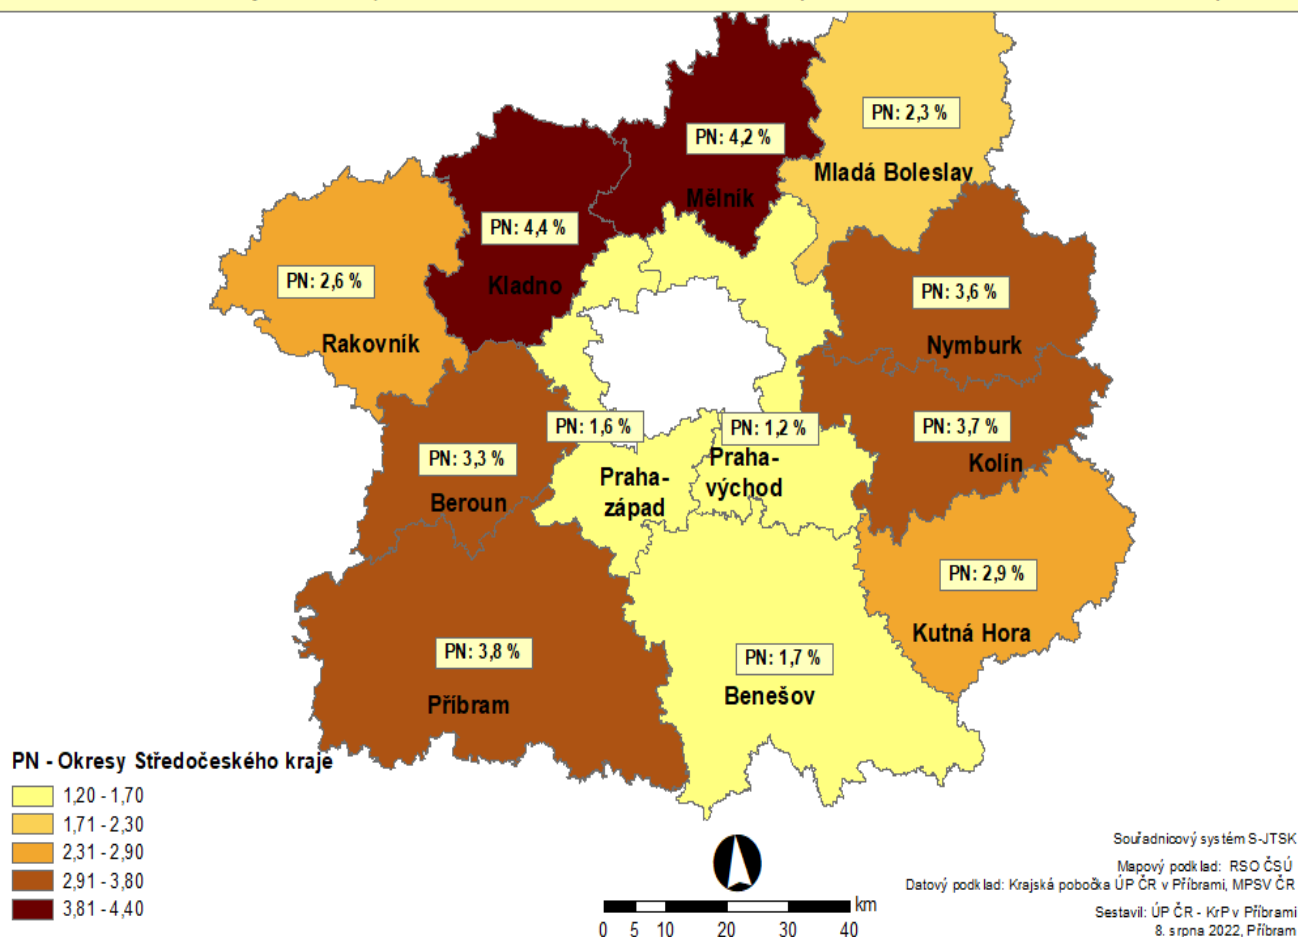 PN: 2,3 %
Mladá Boleslav
PN: 4,2 %
Mělník
PN: 4,4 %
Kladno
PN: 2,6 %
Rakovník
PN: 3,6 %
Nymburk
PN: 3,7 %
Kolín
PN: 1,6 %
Praha-
západ
PN: 1,2 %
Praha-
východ
PN: 3,3 %
Beroun
PN: 2,9 %
Kutná Hora
PN: 3,8 %
Příbram
PN: 1,7 %
Benešov
PN - Okresy Středočeského kraje
1,20 - 1,70
1,71 - 2,30
2,31 - 2,90
2,91 - 3,80
3,81 - 4,40
km
0 5 10 20 30 40
Souřadnicový systém S-JTSK
Mapový podklad: RSO ČSÚ
Datový podklad: Krajská pobočka ÚP ČR v Příbrami, MPSV ČR
Sestavil: ÚP ČR - KrP v Příbrami
8. srpna 2022, Příbram